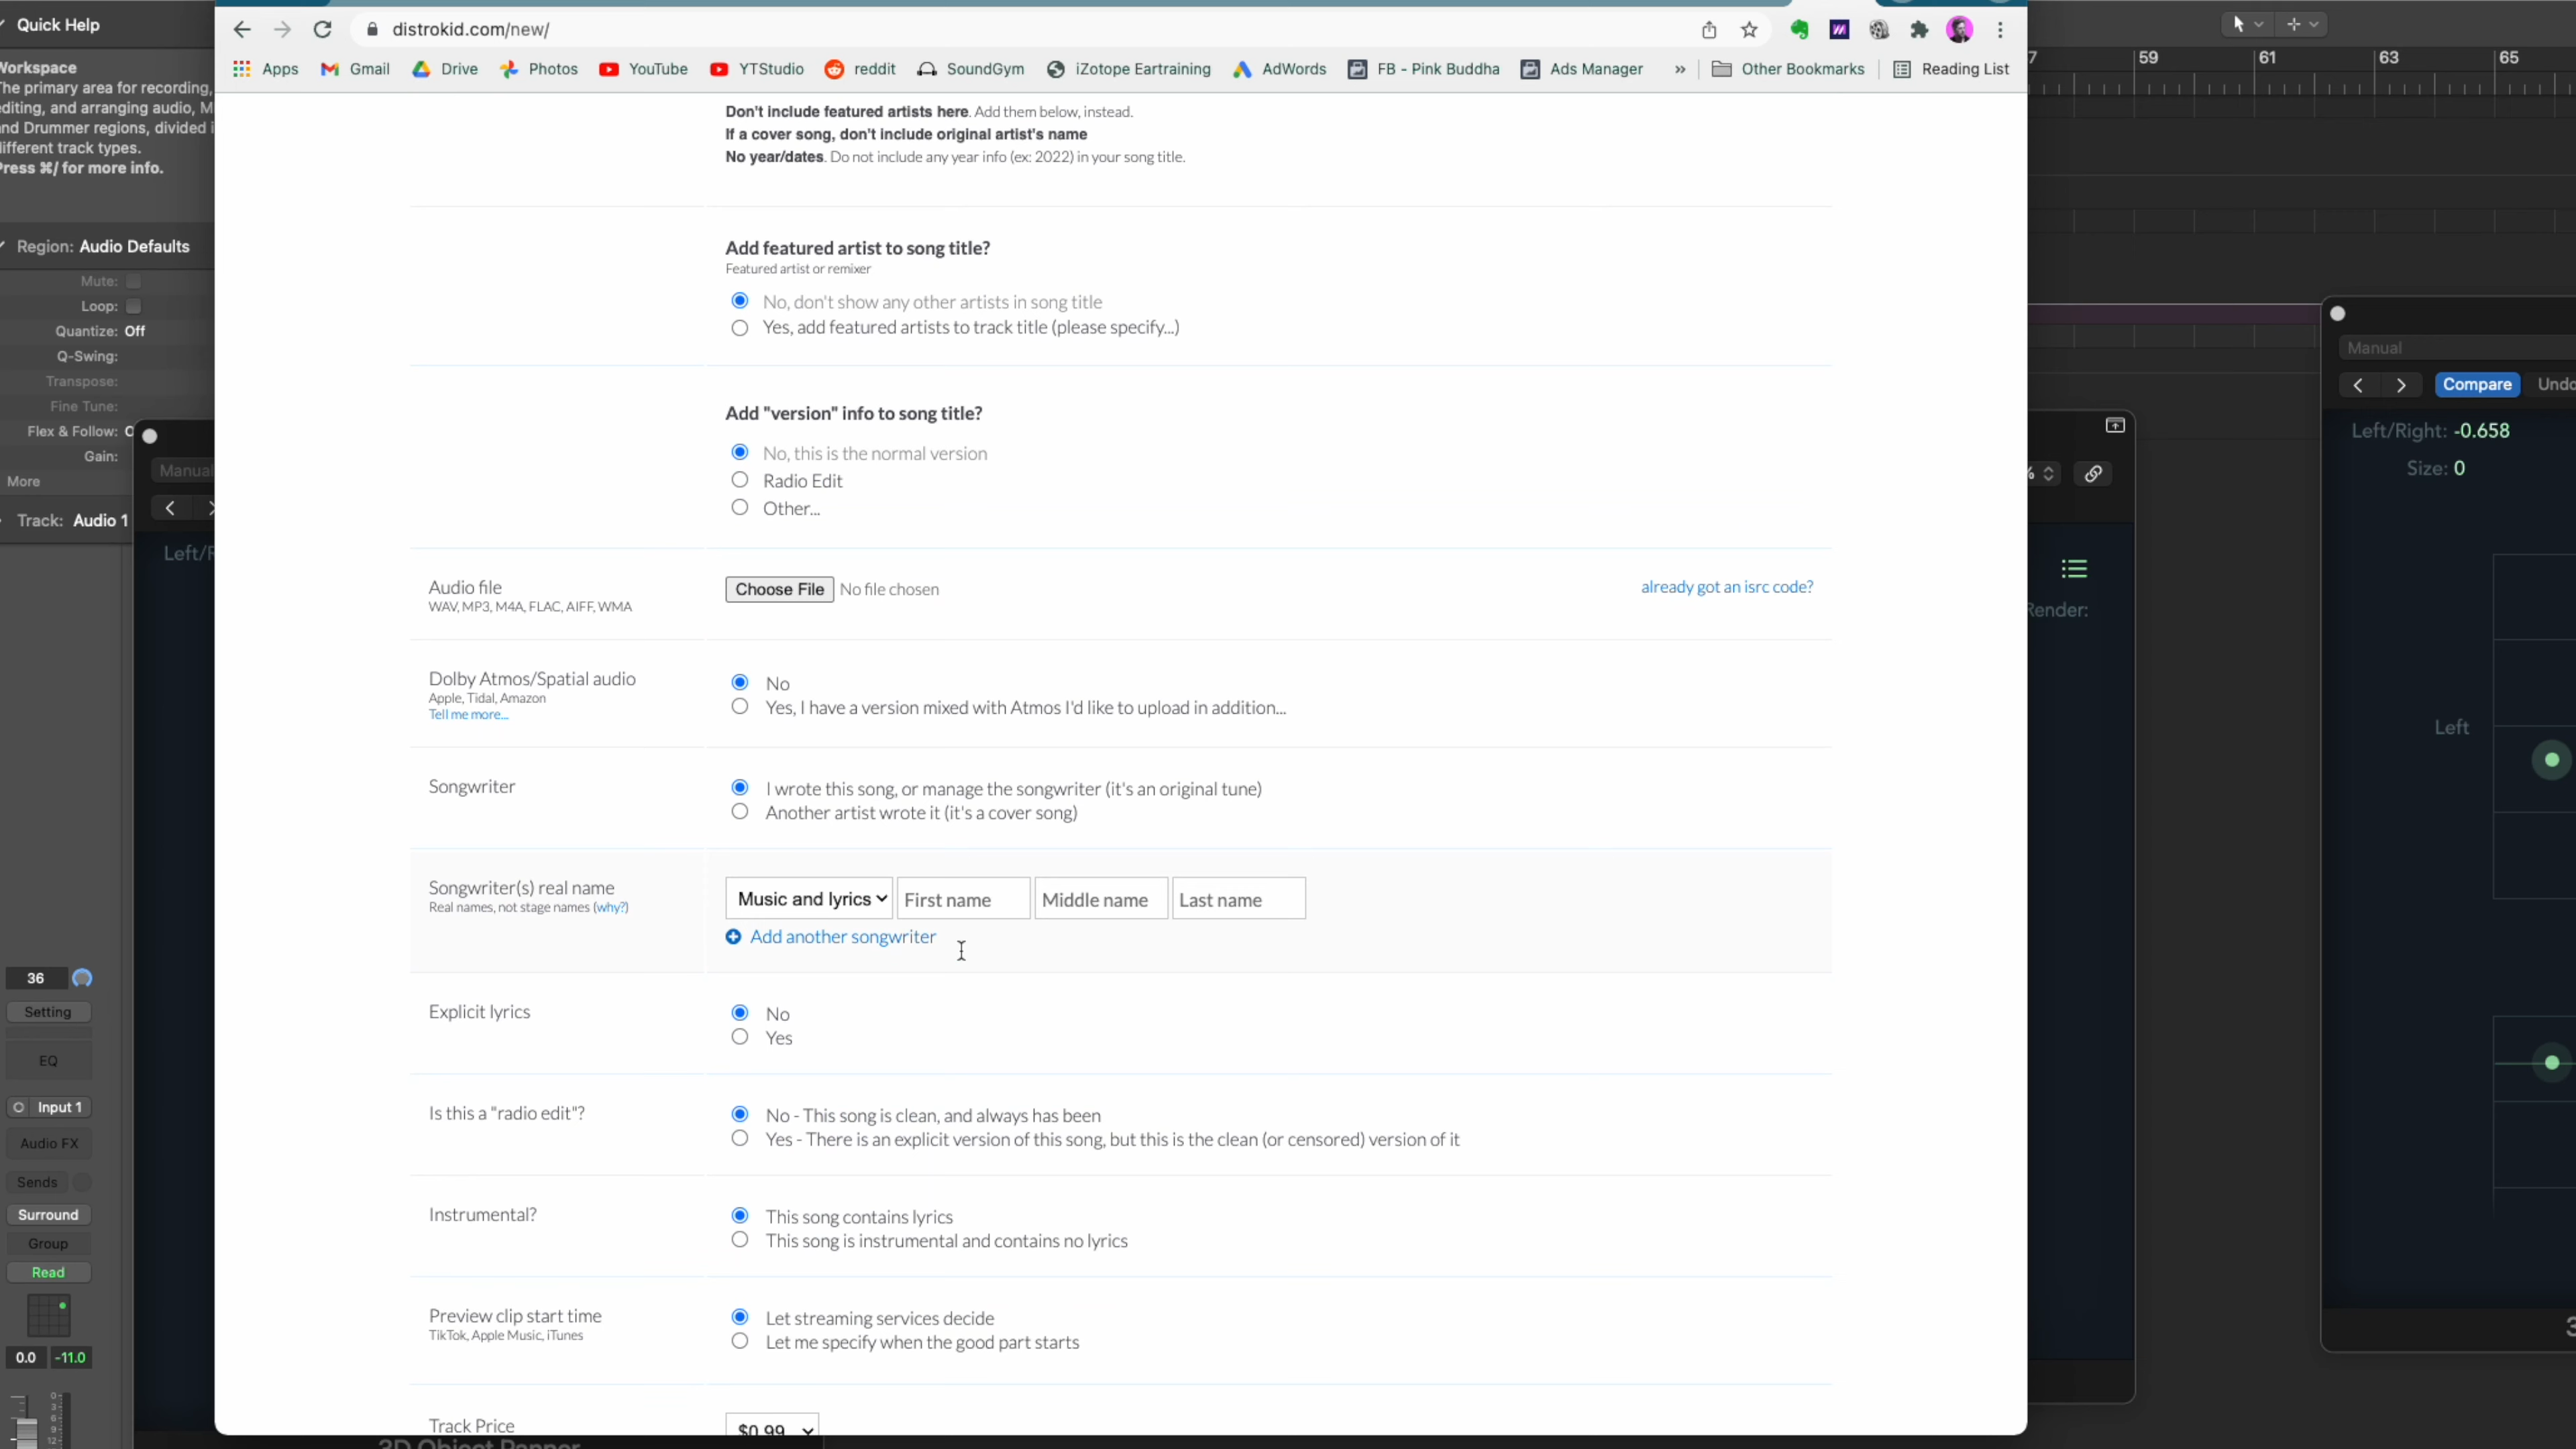 Quick Help
distrokid.com/new/
Apps Gmail Drive Photos YouTube YTStudio reddit SoundGym iZotope Eartraining AdWords FB - Pink Buddha Ads Manager » Other Bookmarks Reading List
Workspace
The primary area for recording,
editing, and arranging audio, M
and Drummer regions, divided i
different track types.
Press ⌘/ for more info.
59 61 63 65
Don't include featured artists here. Add them below, instead.
If a cover song, don't include original artist's name
No year/dates. Do not include any year info (ex: 2022) in your song title.
Region: Audio Defaults
Mute:
Loop:
Quantize: Off
Q-Swing:
Transpose:
Fine Tune:
Flex & Follow:
Gain:
More
Track: Audio 1
Manual
Left/R
Add featured artist to song title?
Featured artist or remixer
No, don't show any other artists in song title
Yes, add featured artists to track title (please specify...)
Add "version" info to song title?
No, this is the normal version
Radio Edit
Other...
Audio file
WAV, MP3, M4A, FLAC, AIFF, WMA
Choose File No file chosen
already got an isrc code?
Dolby Atmos/Spatial audio
Apple, Tidal, Amazon
Tell me more...
No
Yes, I have a version mixed with Atmos I'd like to upload in addition...
Songwriter
I wrote this song, or manage the songwriter (it's an original tune)
Another artist wrote it (it's a cover song)
Songwriter(s) real name
Real names, not stage names (why?)
Music and lyrics First name Middle name Last name
Add another songwriter
Explicit lyrics
No
Yes
Is this a "radio edit"?
No - This song is clean, and always has been
Yes - There is an explicit version of this song, but this is the clean (or censored) version of it
Instrumental?
This song contains lyrics
This song is instrumental and contains no lyrics
Preview clip start time
TikTok, Apple Music, iTunes
Let streaming services decide
Let me specify when the good part starts
Track Price
$0.99
36
Setting
EQ
Input 1
Audio FX
Sends
Surround
Group
Read
0.0 -11.0
3D Object Panner
Manual
Compare Undo
Left/Right: -0.658
Size: 0
%
Render:
Left